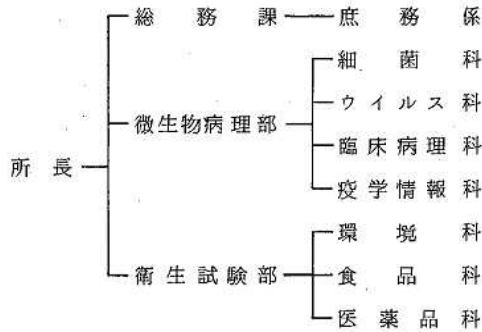 総務課 庶務係
細菌科
ウイルス科
微生物病理部
臨床病理科
所長
疫学情報科
環境科
衛生試験部 食品科
医薬品科